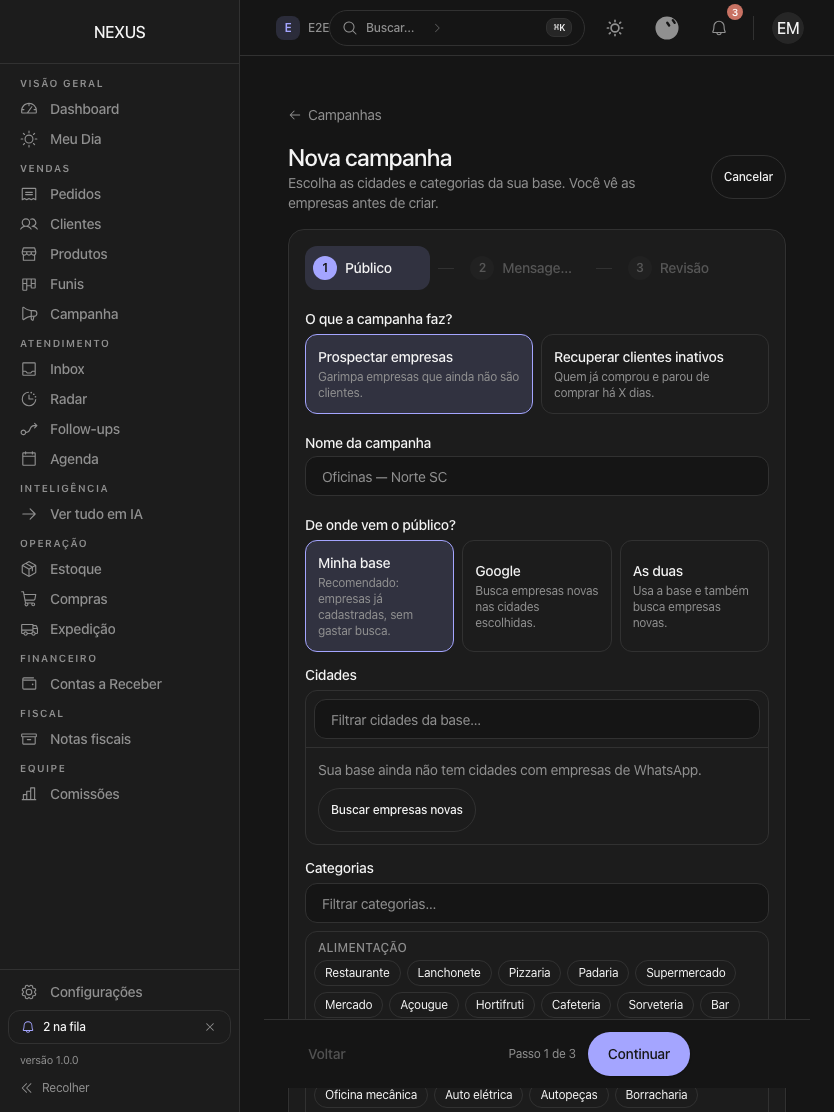 NEXUS
VISÃO GERAL
Dashboard
Meu Dia
VENDAS
Pedidos
Clientes
Produtos
Funis
Campanha
ATENDIMENTO
Inbox
Radar
Follow-ups
Agenda
INTELIGÊNCIA
Ver tudo em IA
OPERAÇÃO
Estoque
Compras
Expedição
FINANCEIRO
Contas a Receber
FISCAL
Notas fiscais
EQUIPE
Comissões
Configurações
2 na fila
versão 1.0.0
Recolher
E E2E Buscar... ⌘K 3 EM
Campanhas
Nova campanha
Escolha as cidades e categorias da sua base. Você vê as
empresas antes de criar.
Cancelar
1 Público 2 Mensage... 3 Revisão
O que a campanha faz?
Prospectar empresas
Garimpa empresas que ainda não são
clientes.
Recuperar clientes inativos
Quem já comprou e parou de
comprar há X dias.
Nome da campanha
Oficinas — Norte SC
De onde vem o público?
Minha base
Recomendado:
empresas já
cadastradas, sem
gastar busca.
Google
Busca empresas novas
nas cidades
escolhidas.
As duas
Usa a base e também
busca empresas
novas.
Cidades
Filtrar cidades da base...
Sua base ainda não tem cidades com empresas de WhatsApp.
Buscar empresas novas
Categorias
Filtrar categorias...
ALIMENTAÇÃO
Restaurante Lanchonete Pizzaria Padaria Supermercado
Mercado Açougue Hortifruti Cafeteria Sorveteria Bar
Voltar Passo 1 de 3 Continuar
Oficina mecânica Auto elétrica Autopeças Borracharia